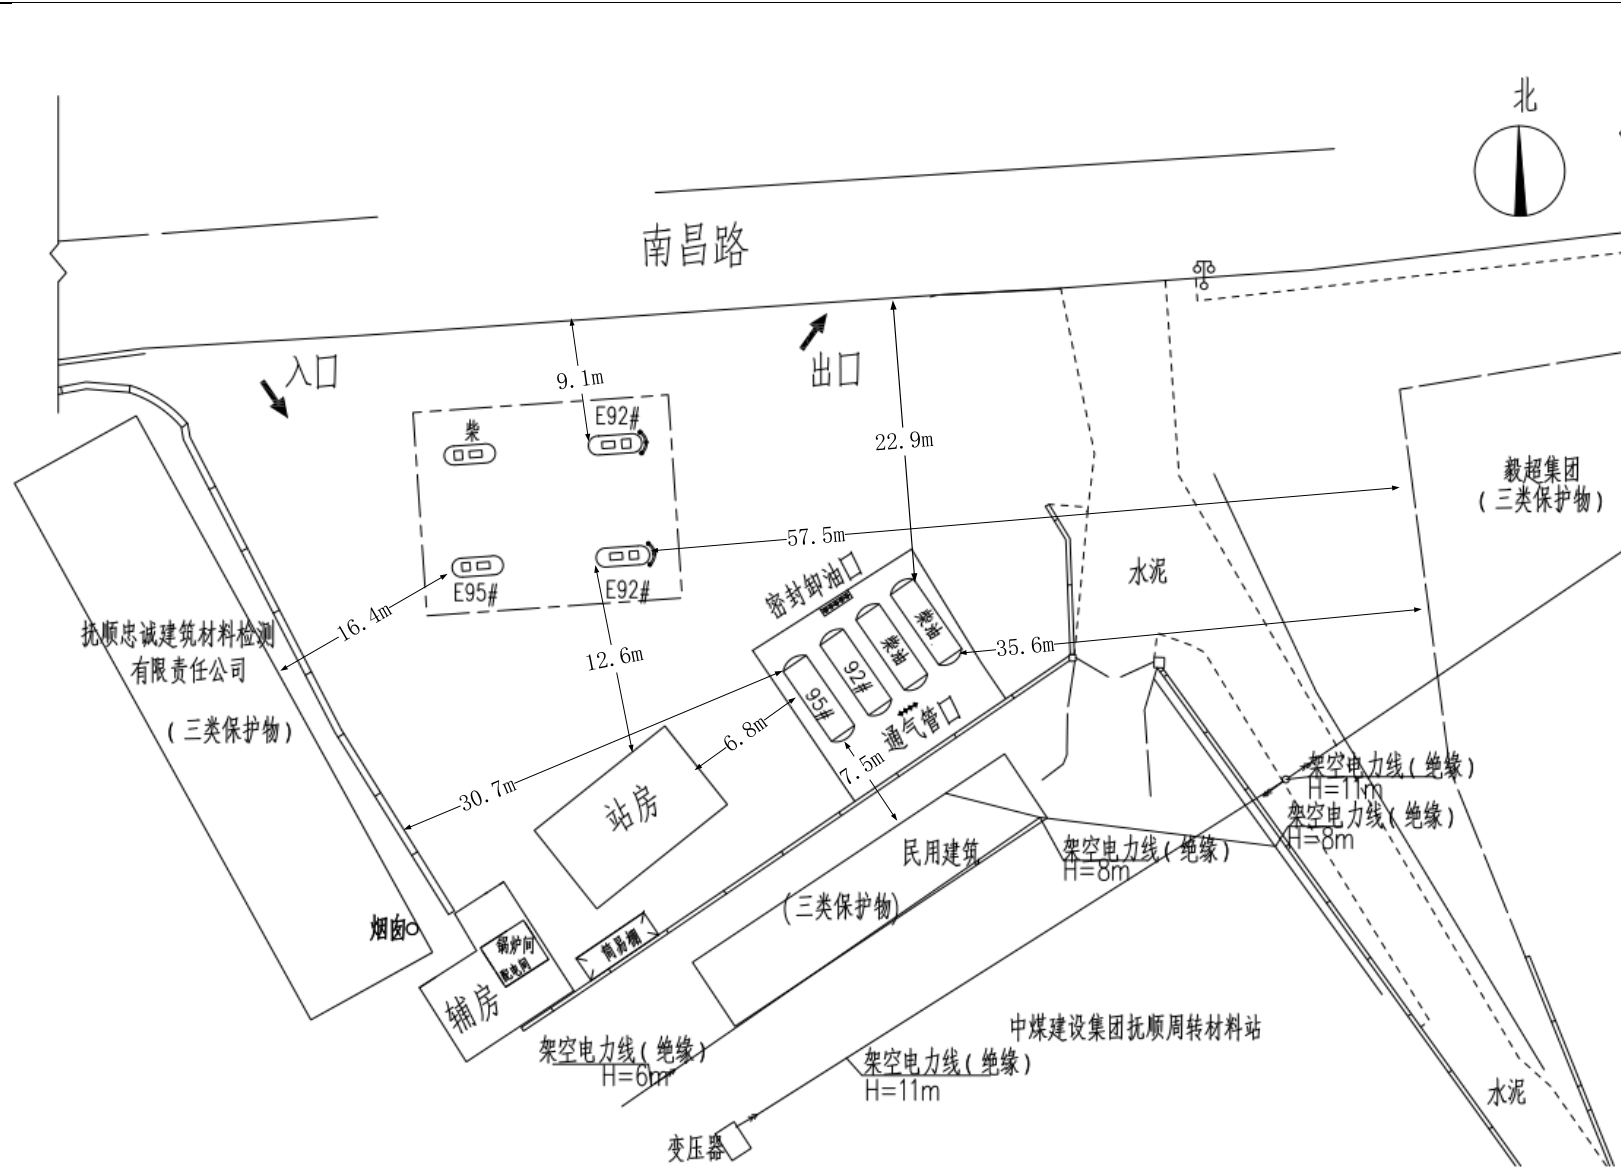 北
南昌路
入口
出口
9.1m
22.9m
柴
E92#
毅超集团
(三类保护物)
57.5m
E95#
E92#
密封卸油口
水泥
16.4m
抚顺忠诚建筑材料检测
有限责任公司
(三类保护物)
12.6m
柴油
柴油
92#
95#
35.6m
通气管口
6.8m
7.5m
30.7m
站房
架空电力线(绝缘)
H=11m
架空电力线(绝缘)
H=8m
民用建筑
(三类保护物)
架空电力线(绝缘)
H=8m
烟囱
锅炉间
配电间
简易棚
辅房
中煤建设集团抚顺周转材料站
架空电力线(绝缘)
H=6m
架空电力线(绝缘)
H=11m
水泥
变压器